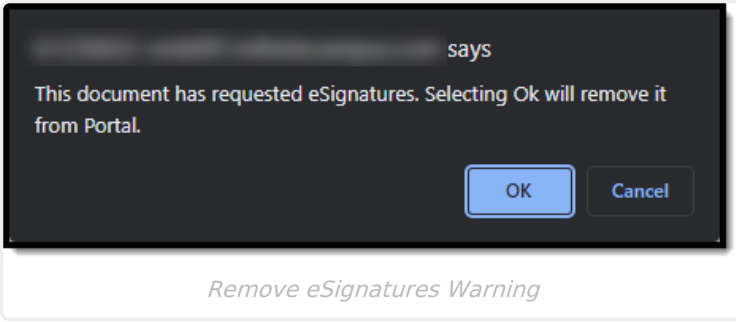 says
This document has requested eSignatures. Selecting Ok will remove it
from Portal.
OK Cancel
Remove eSignatures Warning